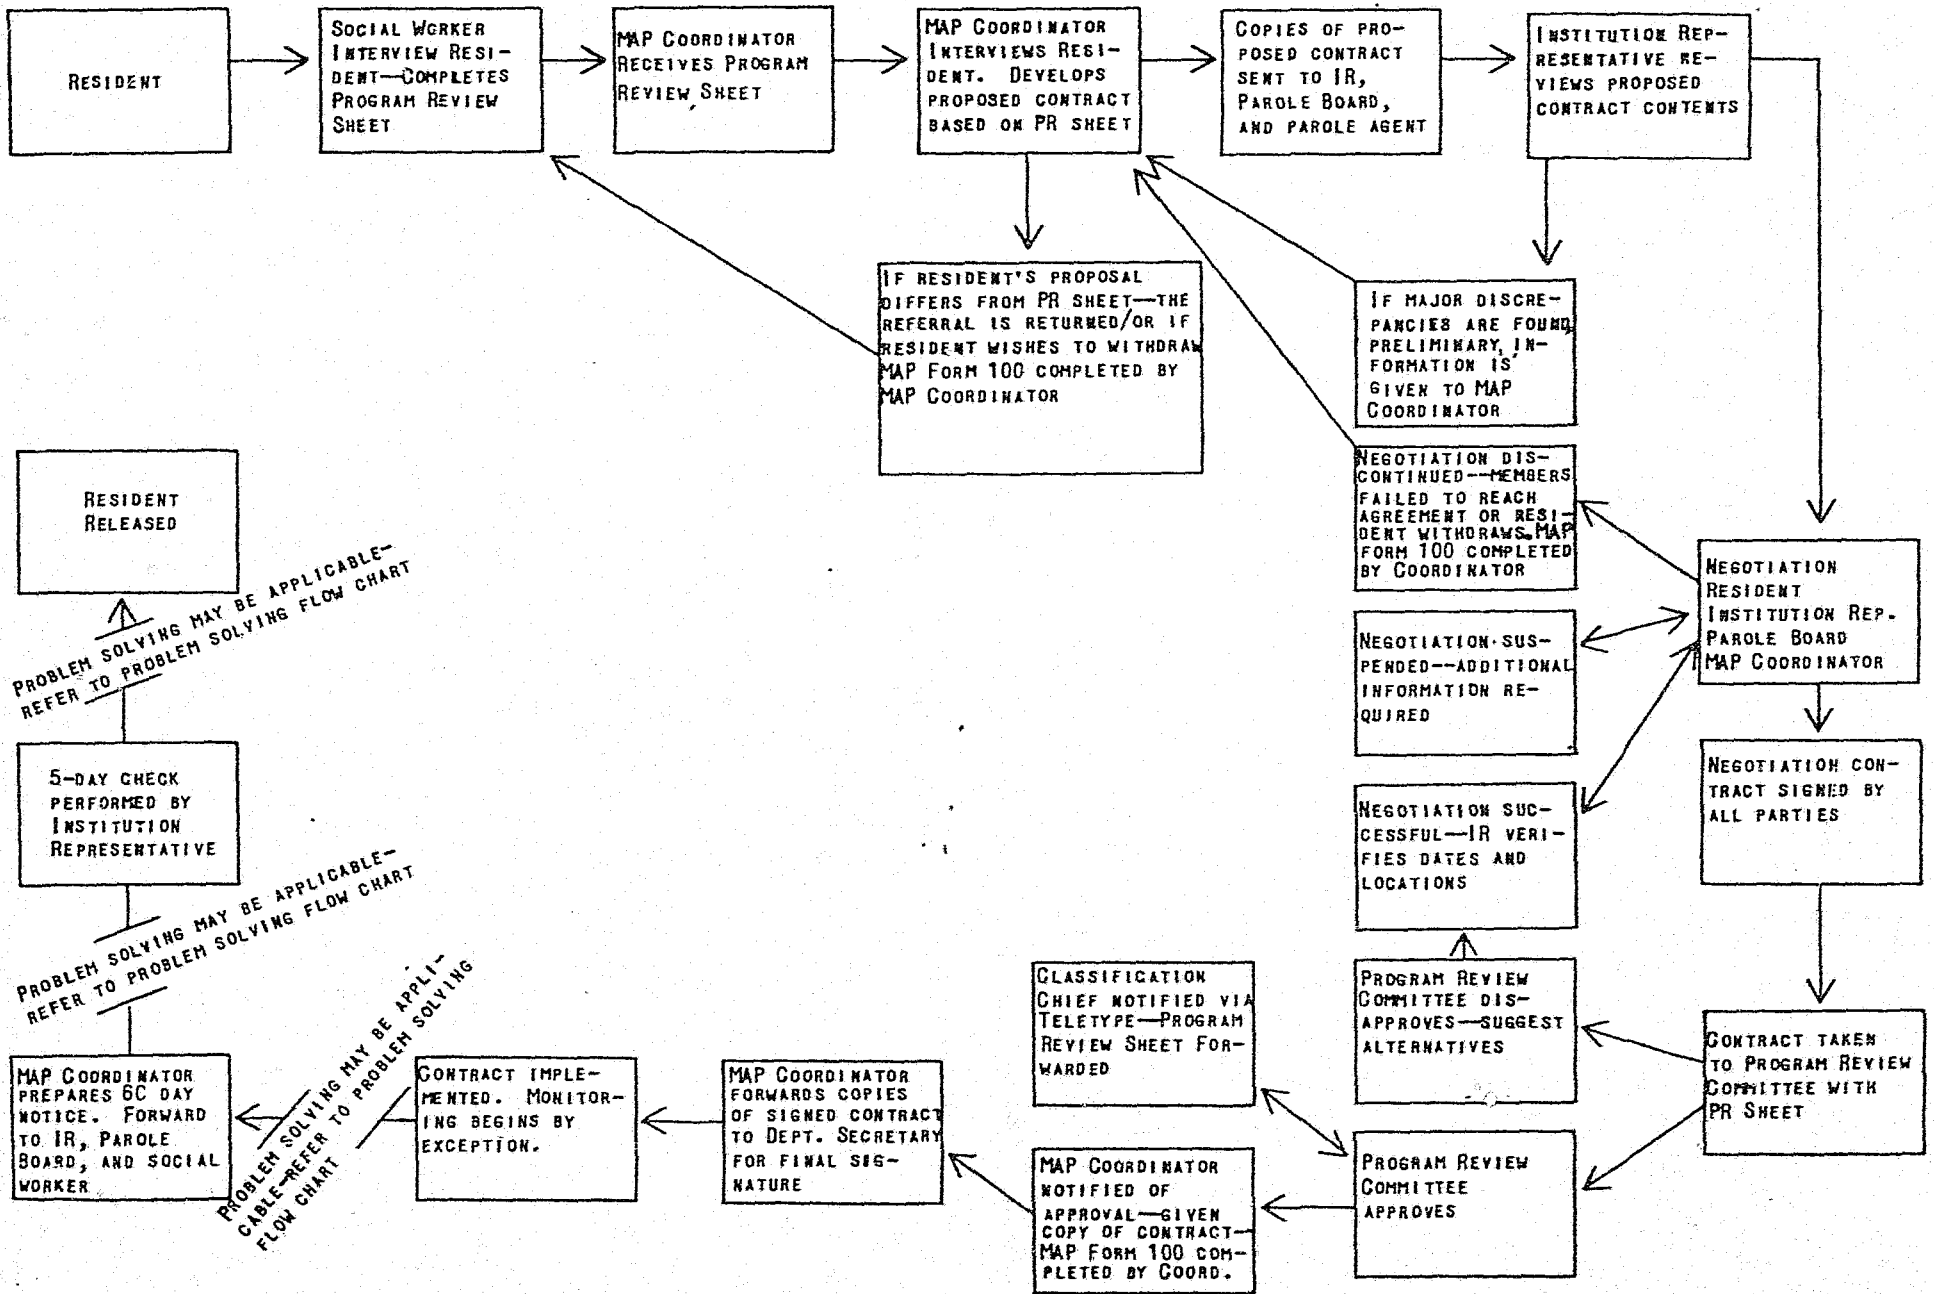 RESIDENT
SOCIAL WORKER
INTERVIEW RESI-
DENT—COMPLETES
PROGRAM REVIEW
SHEET
MAP COORDINATOR
RECEIVES PROGRAM
REVIEW SHEET
MAP COORDINATOR
INTERVIEWS RESI-
DENT. DEVELOPS
PROPOSED CONTRACT
BASED ON PR SHEET
COPIES OF PRO-
POSED CONTRACT
SENT TO IR,
PAROLE BOARD,
AND PAROLE AGENT
INSTITUTION REP-
RESENTATIVE RE-
VIEWS PROPOSED
CONTRACT CONTENTS
IF RESIDENT'S PROPOSAL
DIFFERS FROM PR SHEET—THE
REFERRAL IS RETURNED/OR IF
RESIDENT WISHES TO WITHDRAW
MAP FORM 100 COMPLETED BY
MAP COORDINATOR
IF MAJOR DISCRE-
PANCIES ARE FOUND,
PRELIMINARY, IN-
FORMATION IS
GIVEN TO MAP
COORDINATOR
NEGOTIATION DIS-
CONTINUED—MEMBERS
FAILED TO REACH
AGREEMENT OR RESI-
DENT WITHDRAWS. MAP
FORM 100 COMPLETED
BY COORDINATOR
NEGOTIATION
RESIDENT
INSTITUTION REP.
PAROLE BOARD
MAP COORDINATOR
NEGOTIATION SUS-
PENDED—ADDITIONAL
INFORMATION RE-
QUIRED
NEGOTIATION SUC-
CESSFUL—IR VERI-
FIES DATES AND
LOCATIONS
NEGOTIATION CON-
TRACT SIGNED BY
ALL PARTIES
CONTRACT TAKEN
TO PROGRAM REVIEW
COMMITTEE WITH
PR SHEET
PROGRAM REVIEW
COMMITTEE DIS-
APPROVES—SUGGEST
ALTERNATIVES
PROGRAM REVIEW
COMMITTEE
APPROVES
CLASSIFICATION
CHIEF NOTIFIED VIA
TELETYPE—PROGRAM
REVIEW SHEET FOR-
WARDED
MAP COORDINATOR
NOTIFIED OF
APPROVAL—GIVEN
COPY OF CONTRACT—
MAP FORM 100 COM-
PLETED BY COORD.
MAP COORDINATOR
FORWARDS COPIES
OF SIGNED CONTRACT
TO DEPT. SECRETARY
FOR FINAL SIG-
NATURE
CONTRACT IMPLE-
MENTED. MONITOR-
ING BEGINS BY
EXCEPTION.
PROBLEM SOLVING MAY BE APPLI-
CABLE—REFER TO PROBLEM SOLVING
FLOW CHART
MAP COORDINATOR
PREPARES 6C DAY
NOTICE. FORWARD
TO IR, PAROLE
BOARD, AND SOCIAL
WORKER
PROBLEM SOLVING MAY BE APPLICABLE—
REFER TO PROBLEM SOLVING FLOW CHART
5-DAY CHECK
PERFORMED BY
INSTITUTION
REPRESENTATIVE
PROBLEM SOLVING MAY BE APPLICABLE—
REFER TO PROBLEM SOLVING FLOW CHART
RESIDENT
RELEASED